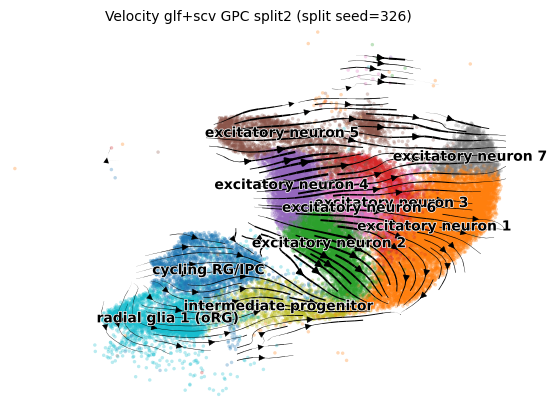 Velocity glf+scv GPC split2 (split seed=326)
excitatory neuron 5
excitatory neuron 7
excitatory neuron 4
excitatory neuron 3
excitatory neuron 6
excitatory neuron 1
excitatory neuron 2
cycling RG/IPC
intermediate progenitor
radial glia 1 (oRG)